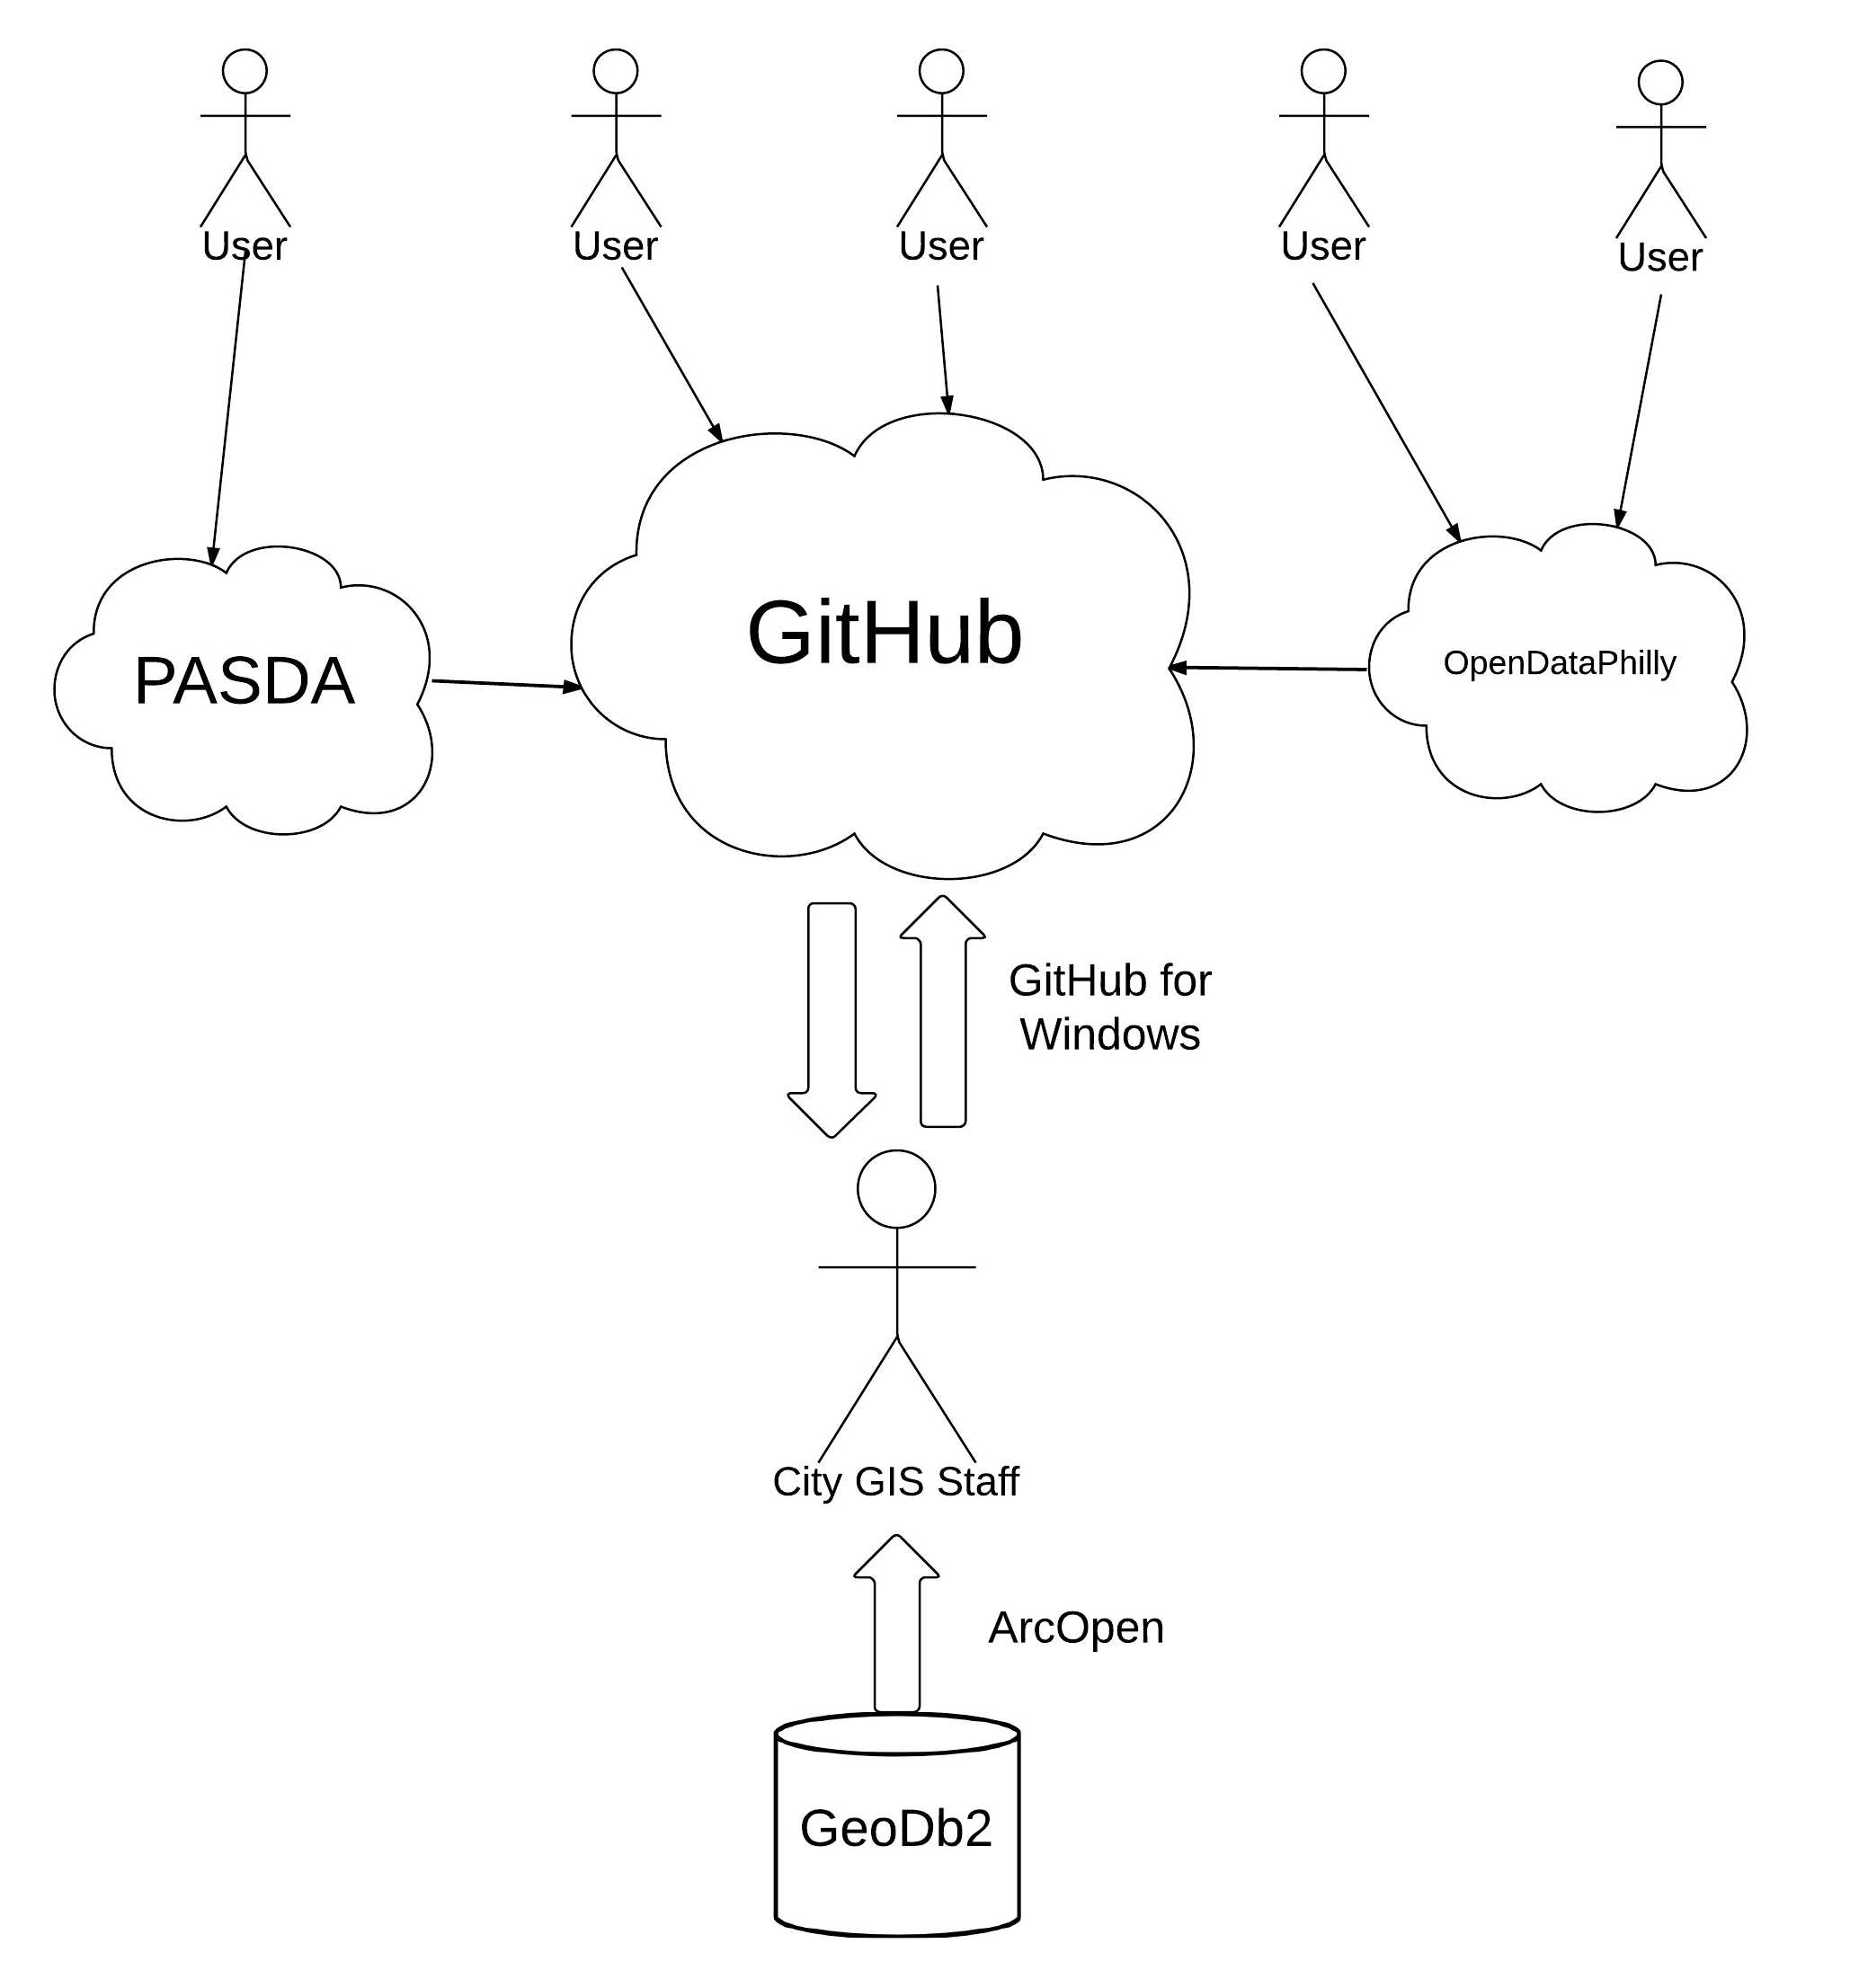 User
User
User
User
User
GitHub
PASDA
OpenDataPhilly
GitHub for
Windows
City GIS Staff
ArcOpen
GeoDb2